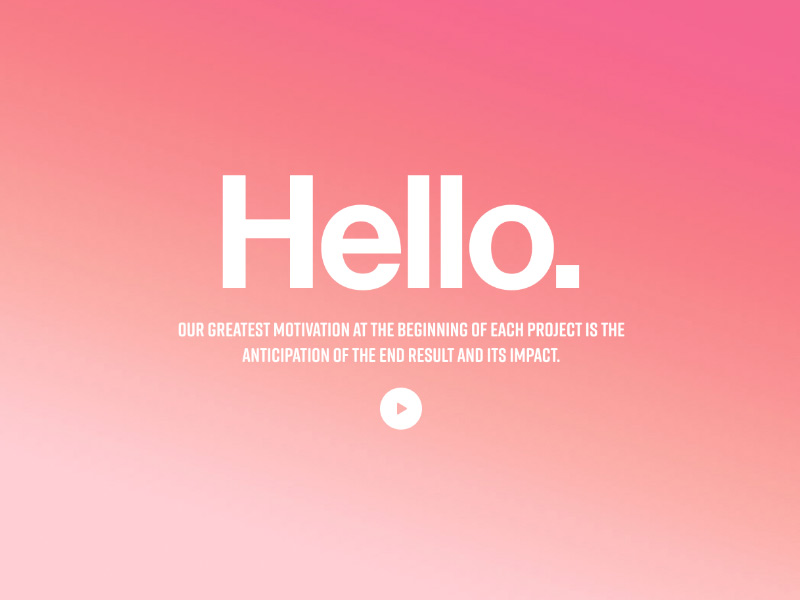 Hello.
OUR GREATEST MOTIVATION AT THE BEGINNING OF EACH PROJECT IS THE
ANTICIPATION OF THE END RESULT AND ITS IMPACT.